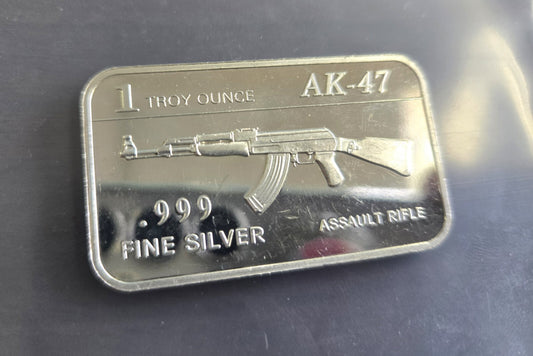 1 TROY OUNCE AK-47
.999
FINE SILVER
ASSAULT RIFLE